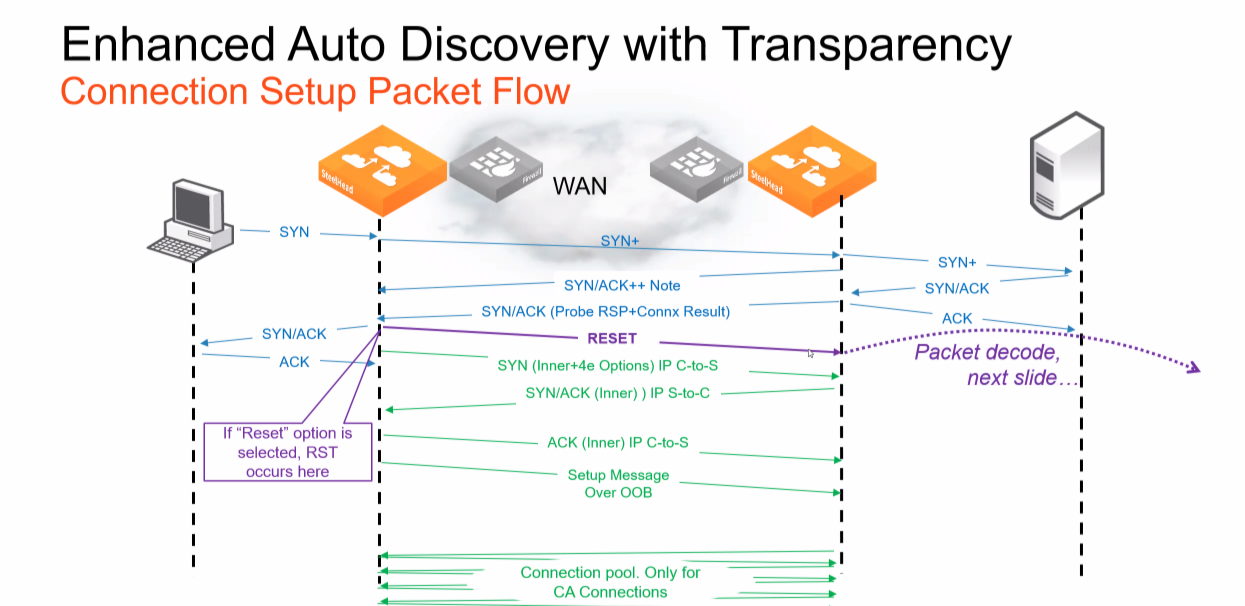 Enhanced Auto Discovery with Transparency
Connection Setup Packet Flow
SteelHead
Firewall
WAN
Firewall
SteelHead
SYN
SYN+
SYN+
SYN/ACK++ Note
SYN/ACK
SYN/ACK (Probe RSP+Connx Result)
ACK
SYN/ACK
RESET
ACK
SYN (Inner+4e Options) IP C-to-S
Packet decode,
next slide…
SYN/ACK (Inner) ) IP S-to-C
If “Reset” option is
selected, RST
occurs here
ACK (Inner) IP C-to-S
Setup Message
Over OOB
Connection pool. Only for
CA Connections